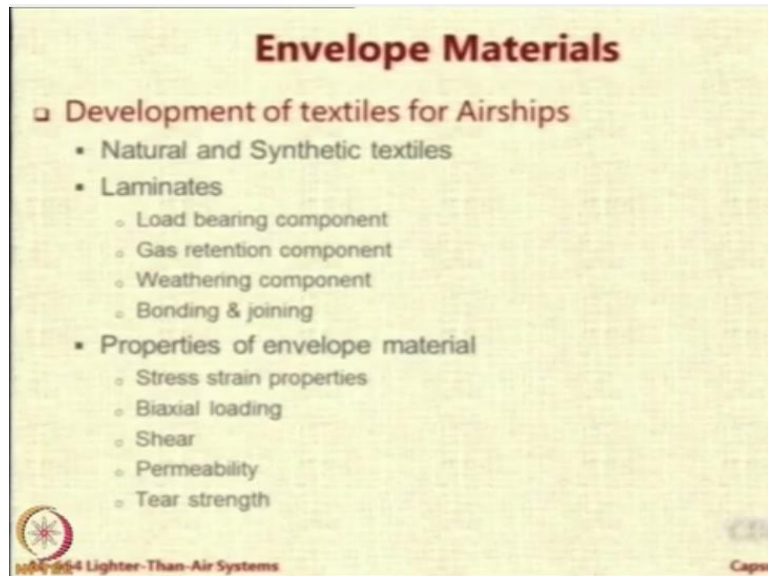 Envelope Materials
Development of textiles for Airships
Natural and Synthetic textiles
Laminates
Load bearing component
Gas retention component
Weathering component
Bonding & joining
Properties of envelope material
Stress strain properties
Biaxial loading
Shear
Permeability
Tear strength
Lighter-Than-Air Systems